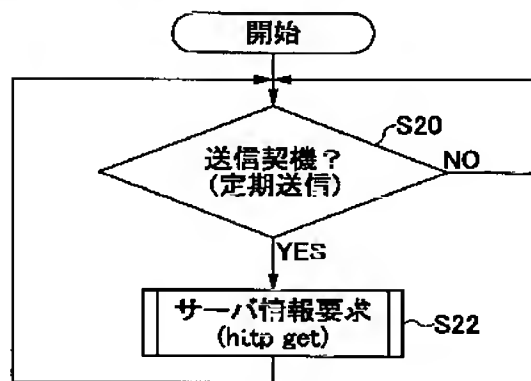 開始
送信契機？
(定期送信)
S20
NO
YES
サーバ情報要求
(hitp get)
S22